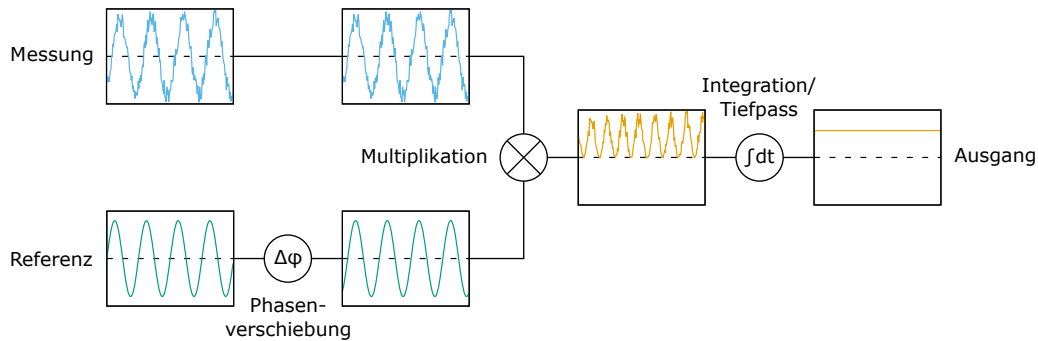 Messung
Integration/
Tiefpass
Multiplikation
∫dt
Ausgang
Referenz
Δφ
Phasen-
verschiebung